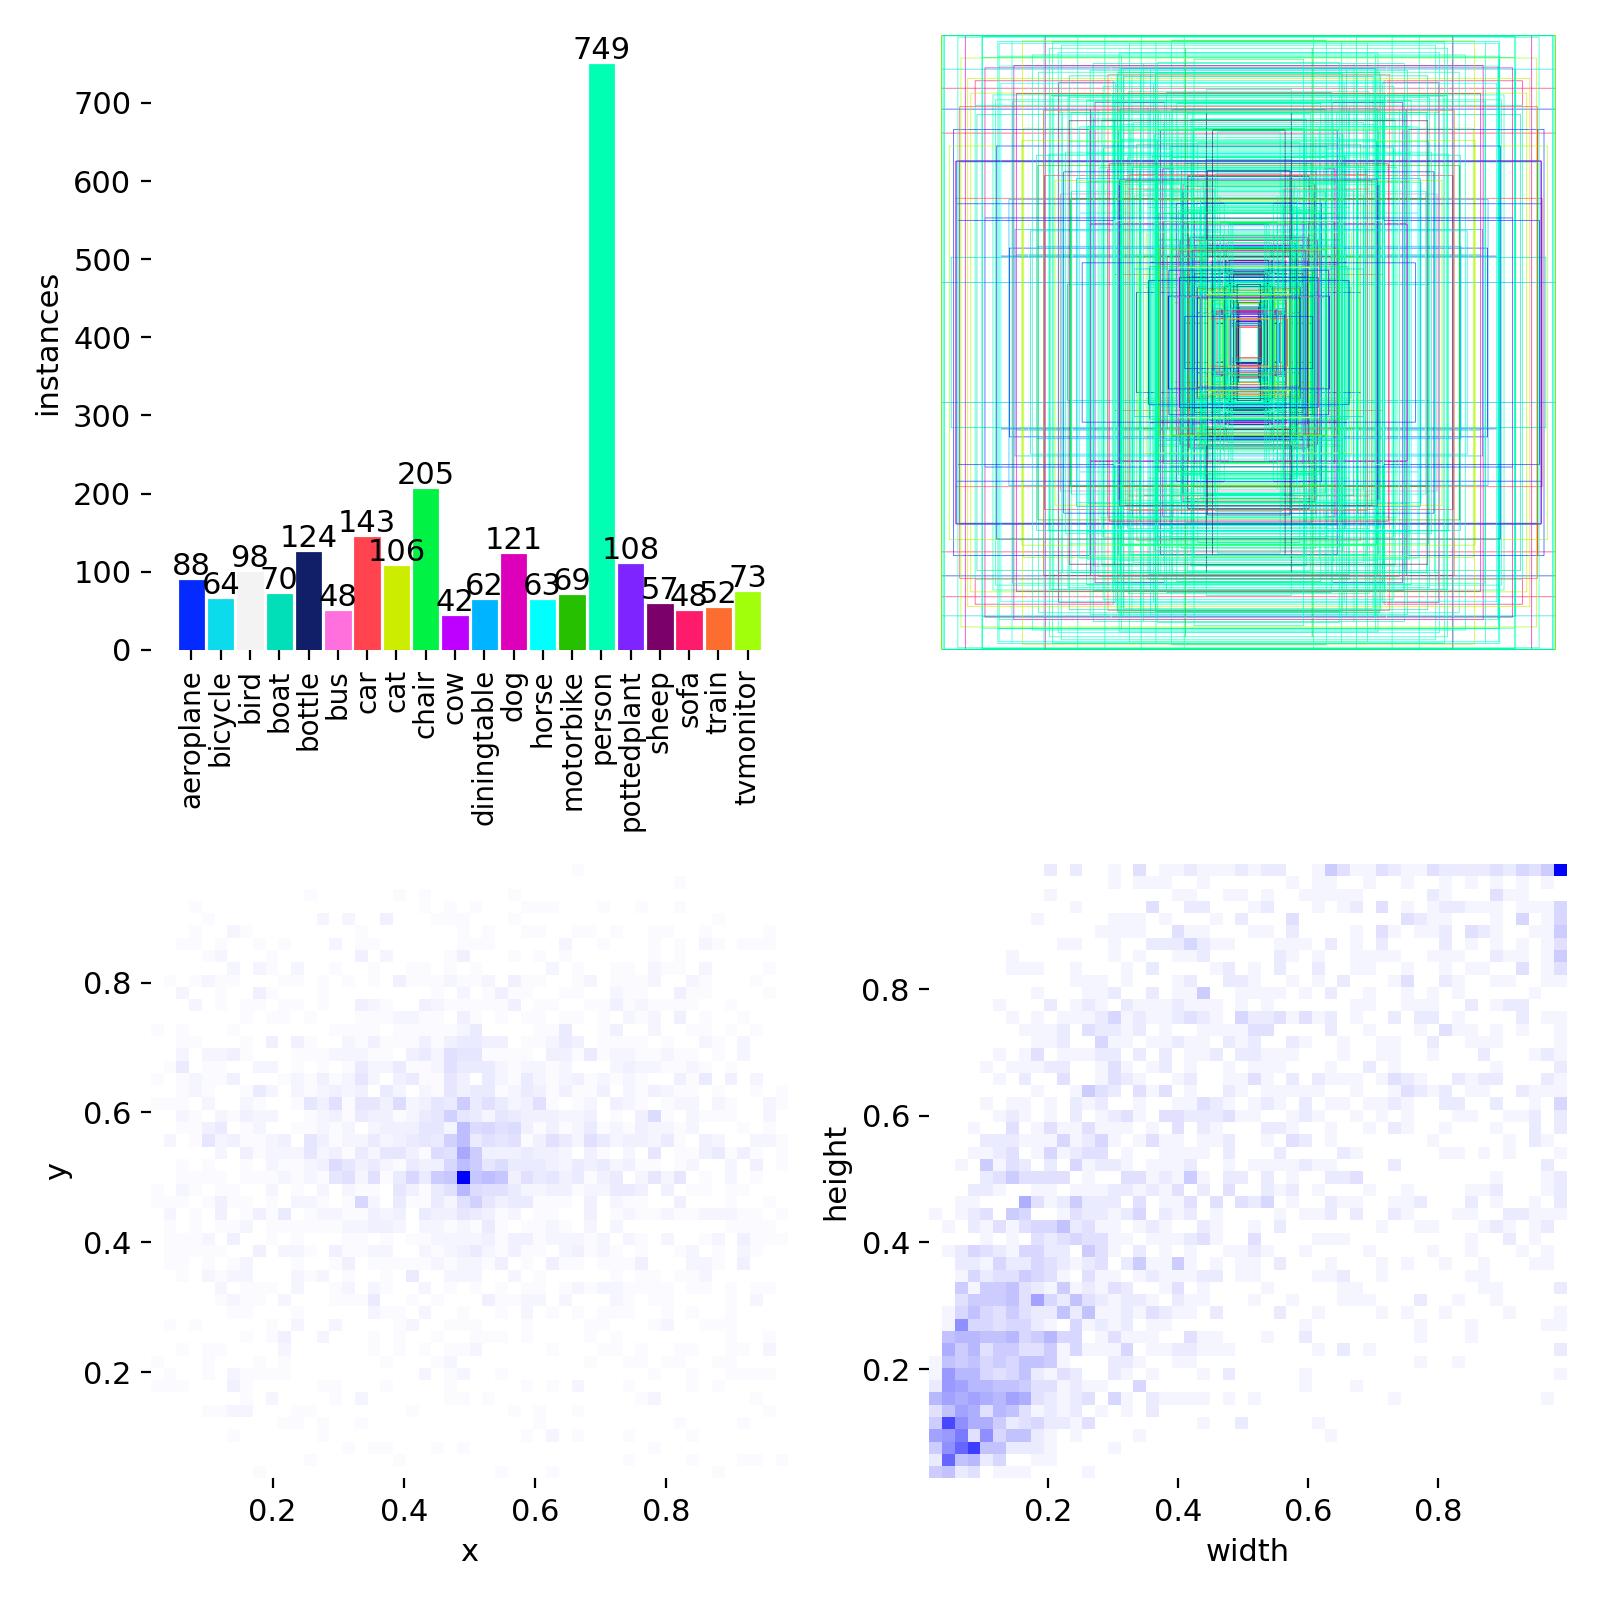 749
700
600
500
400
300
200
100
0
instances
88
64
98
70
124
48
143
106
205
42
62
121
63
69
108
57
48
52
73
aeroplane
bicycle
bird
boat
bottle
bus
car
cat
chair
cow
diningtable
dog
horse
motorbike
person
pottedplant
sheep
sofa
train
tvmonitor
0.8
0.6
0.4
0.2
y
0.2 0.4 0.6 0.8
x
0.8
0.6
0.4
0.2
height
0.2 0.4 0.6 0.8
width